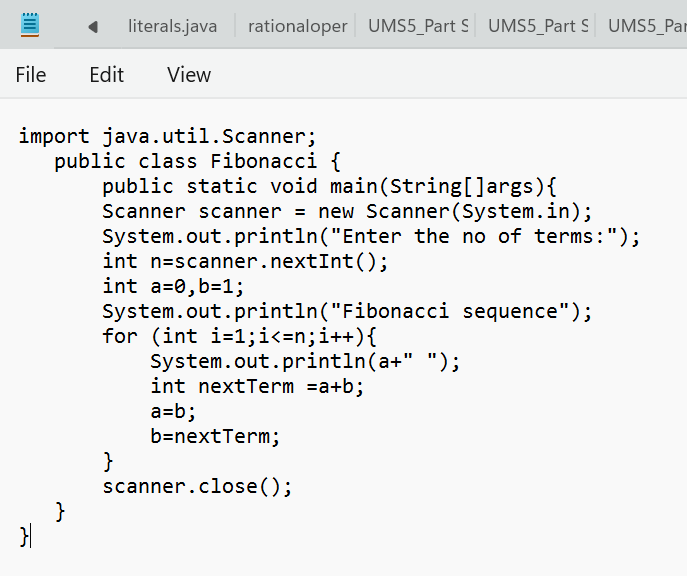 literals.java rationaloper UMS5_Part S UMS5_Part S UMS5_Par
File Edit View
import java.util.Scanner;
   public class Fibonacci {
       public static void main(String[]args){
       Scanner scanner = new Scanner(System.in);
       System.out.println("Enter the no of terms:");
       int n=scanner.nextInt();
       int a=0,b=1;
       System.out.println("Fibonacci sequence");
       for (int i=1;i<=n;i++){
           System.out.println(a+" ");
           int nextTerm =a+b;
           a=b;
           b=nextTerm;
       }
       scanner.close();
   }
}